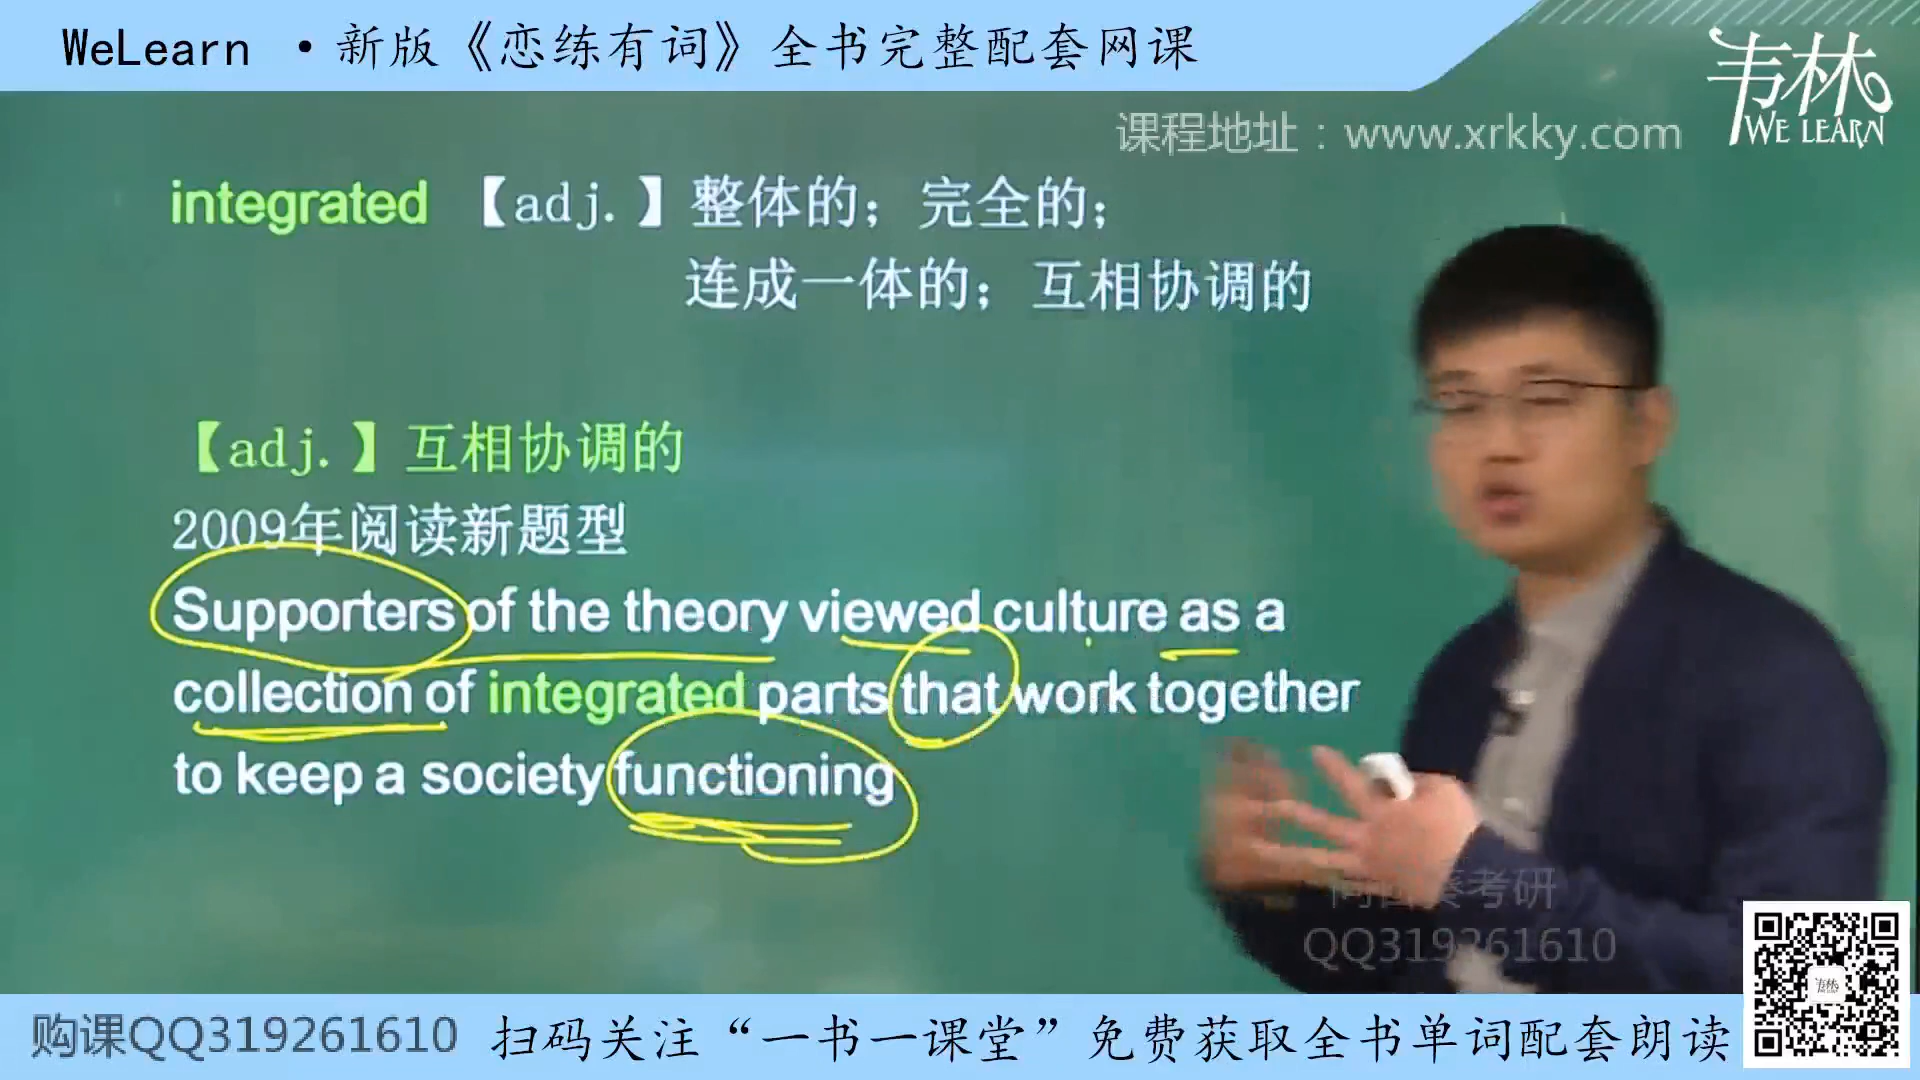 WeLearn ·新版《恋练有词》全书完整配套网课
韦林
WE LEARN
课程地址：www.xrkky.com
integrated 【adj.】整体的；完全的；
连成一体的；互相协调的
【adj.】互相协调的
2009年阅读新题型
Supporters of the theory viewed culture as a
collection of integrated parts that work together
to keep a society functioning
考研
QQ319261610
购课QQ319261610
扫码关注“一书一课堂”免费获取全书单词配套朗读